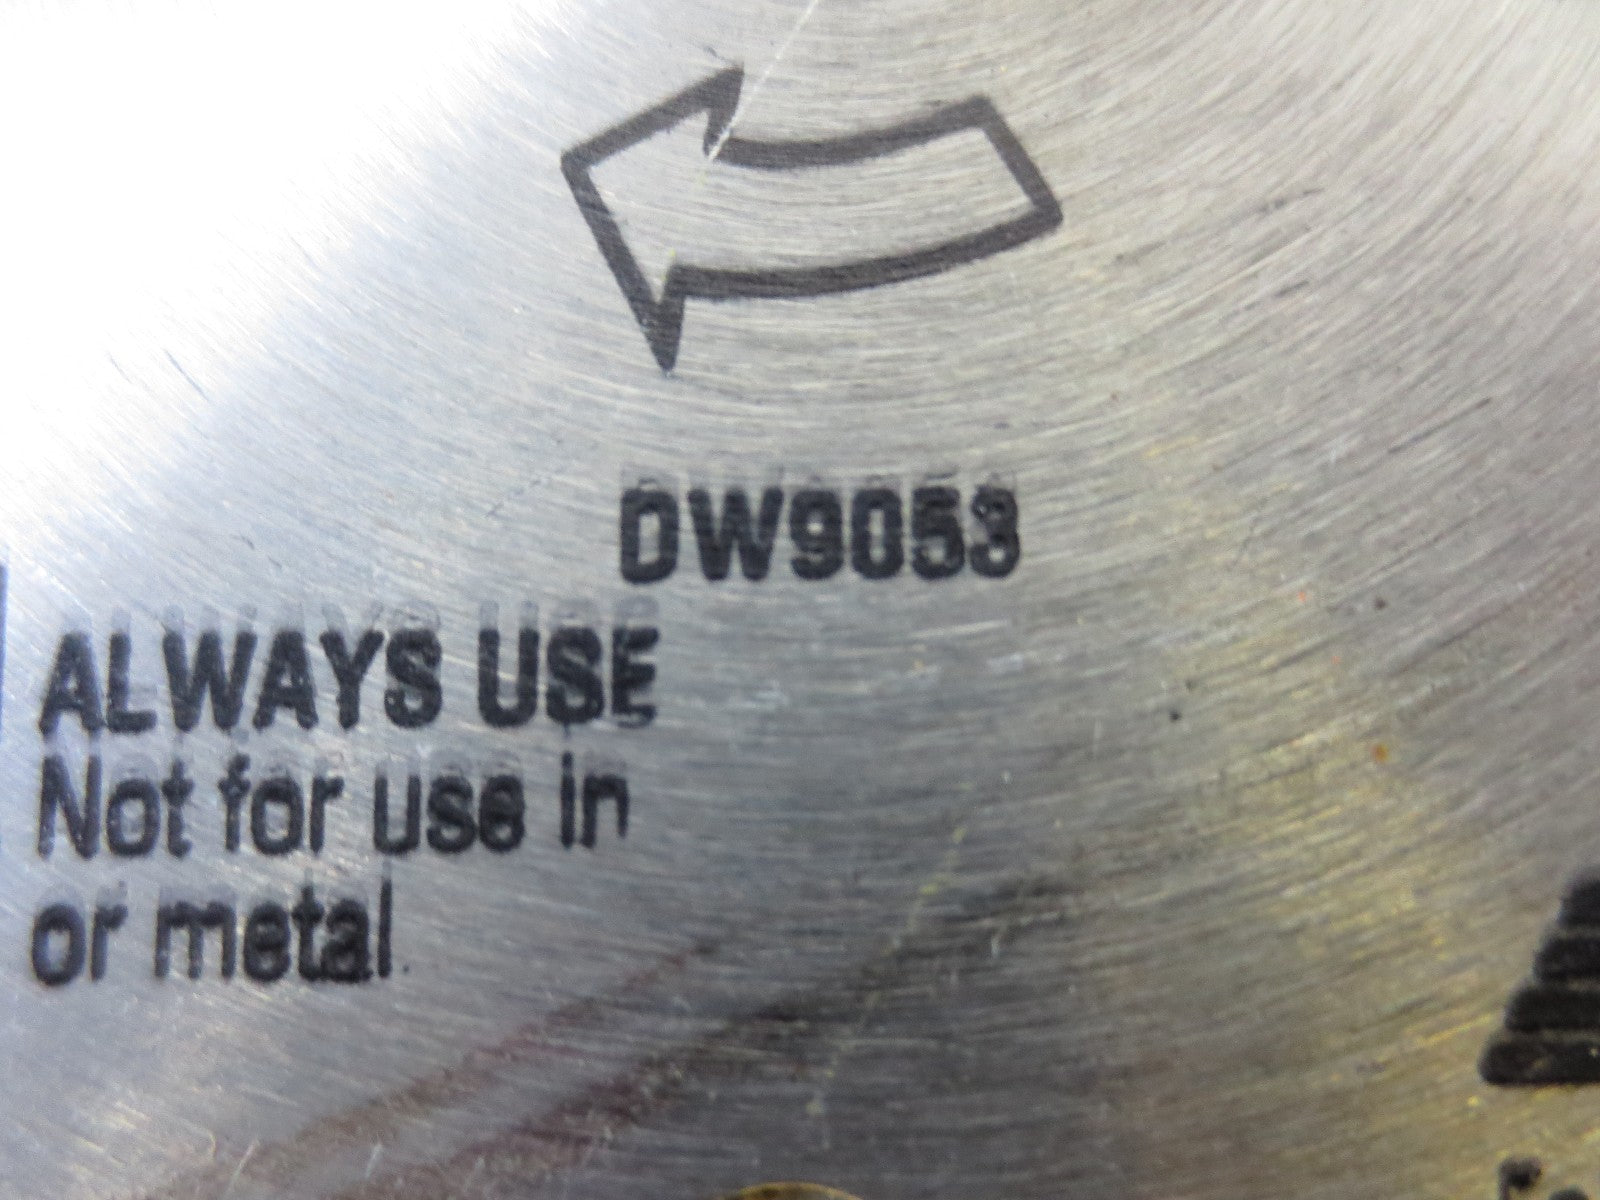 DW9053
ALWAYS USE
Not for use in
or metal.